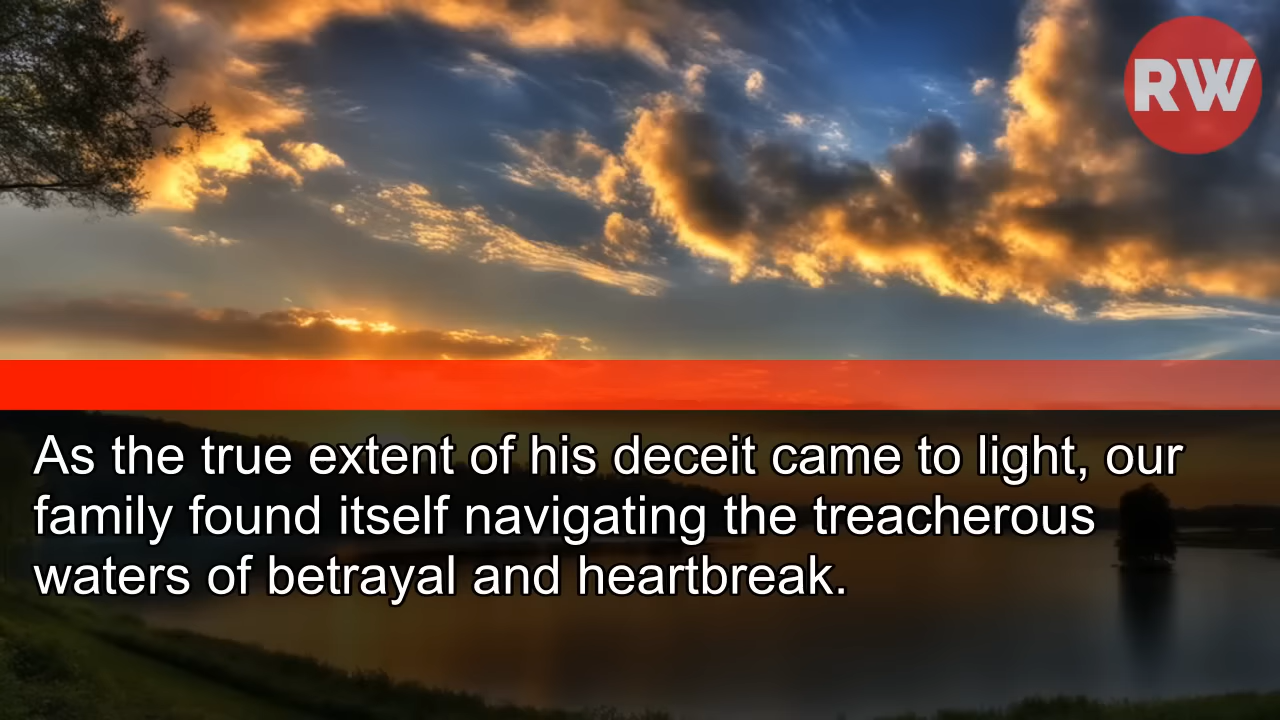 RW
As the true extent of his deceit came to light, our
family found itself navigating the treacherous
waters of betrayal and heartbreak.